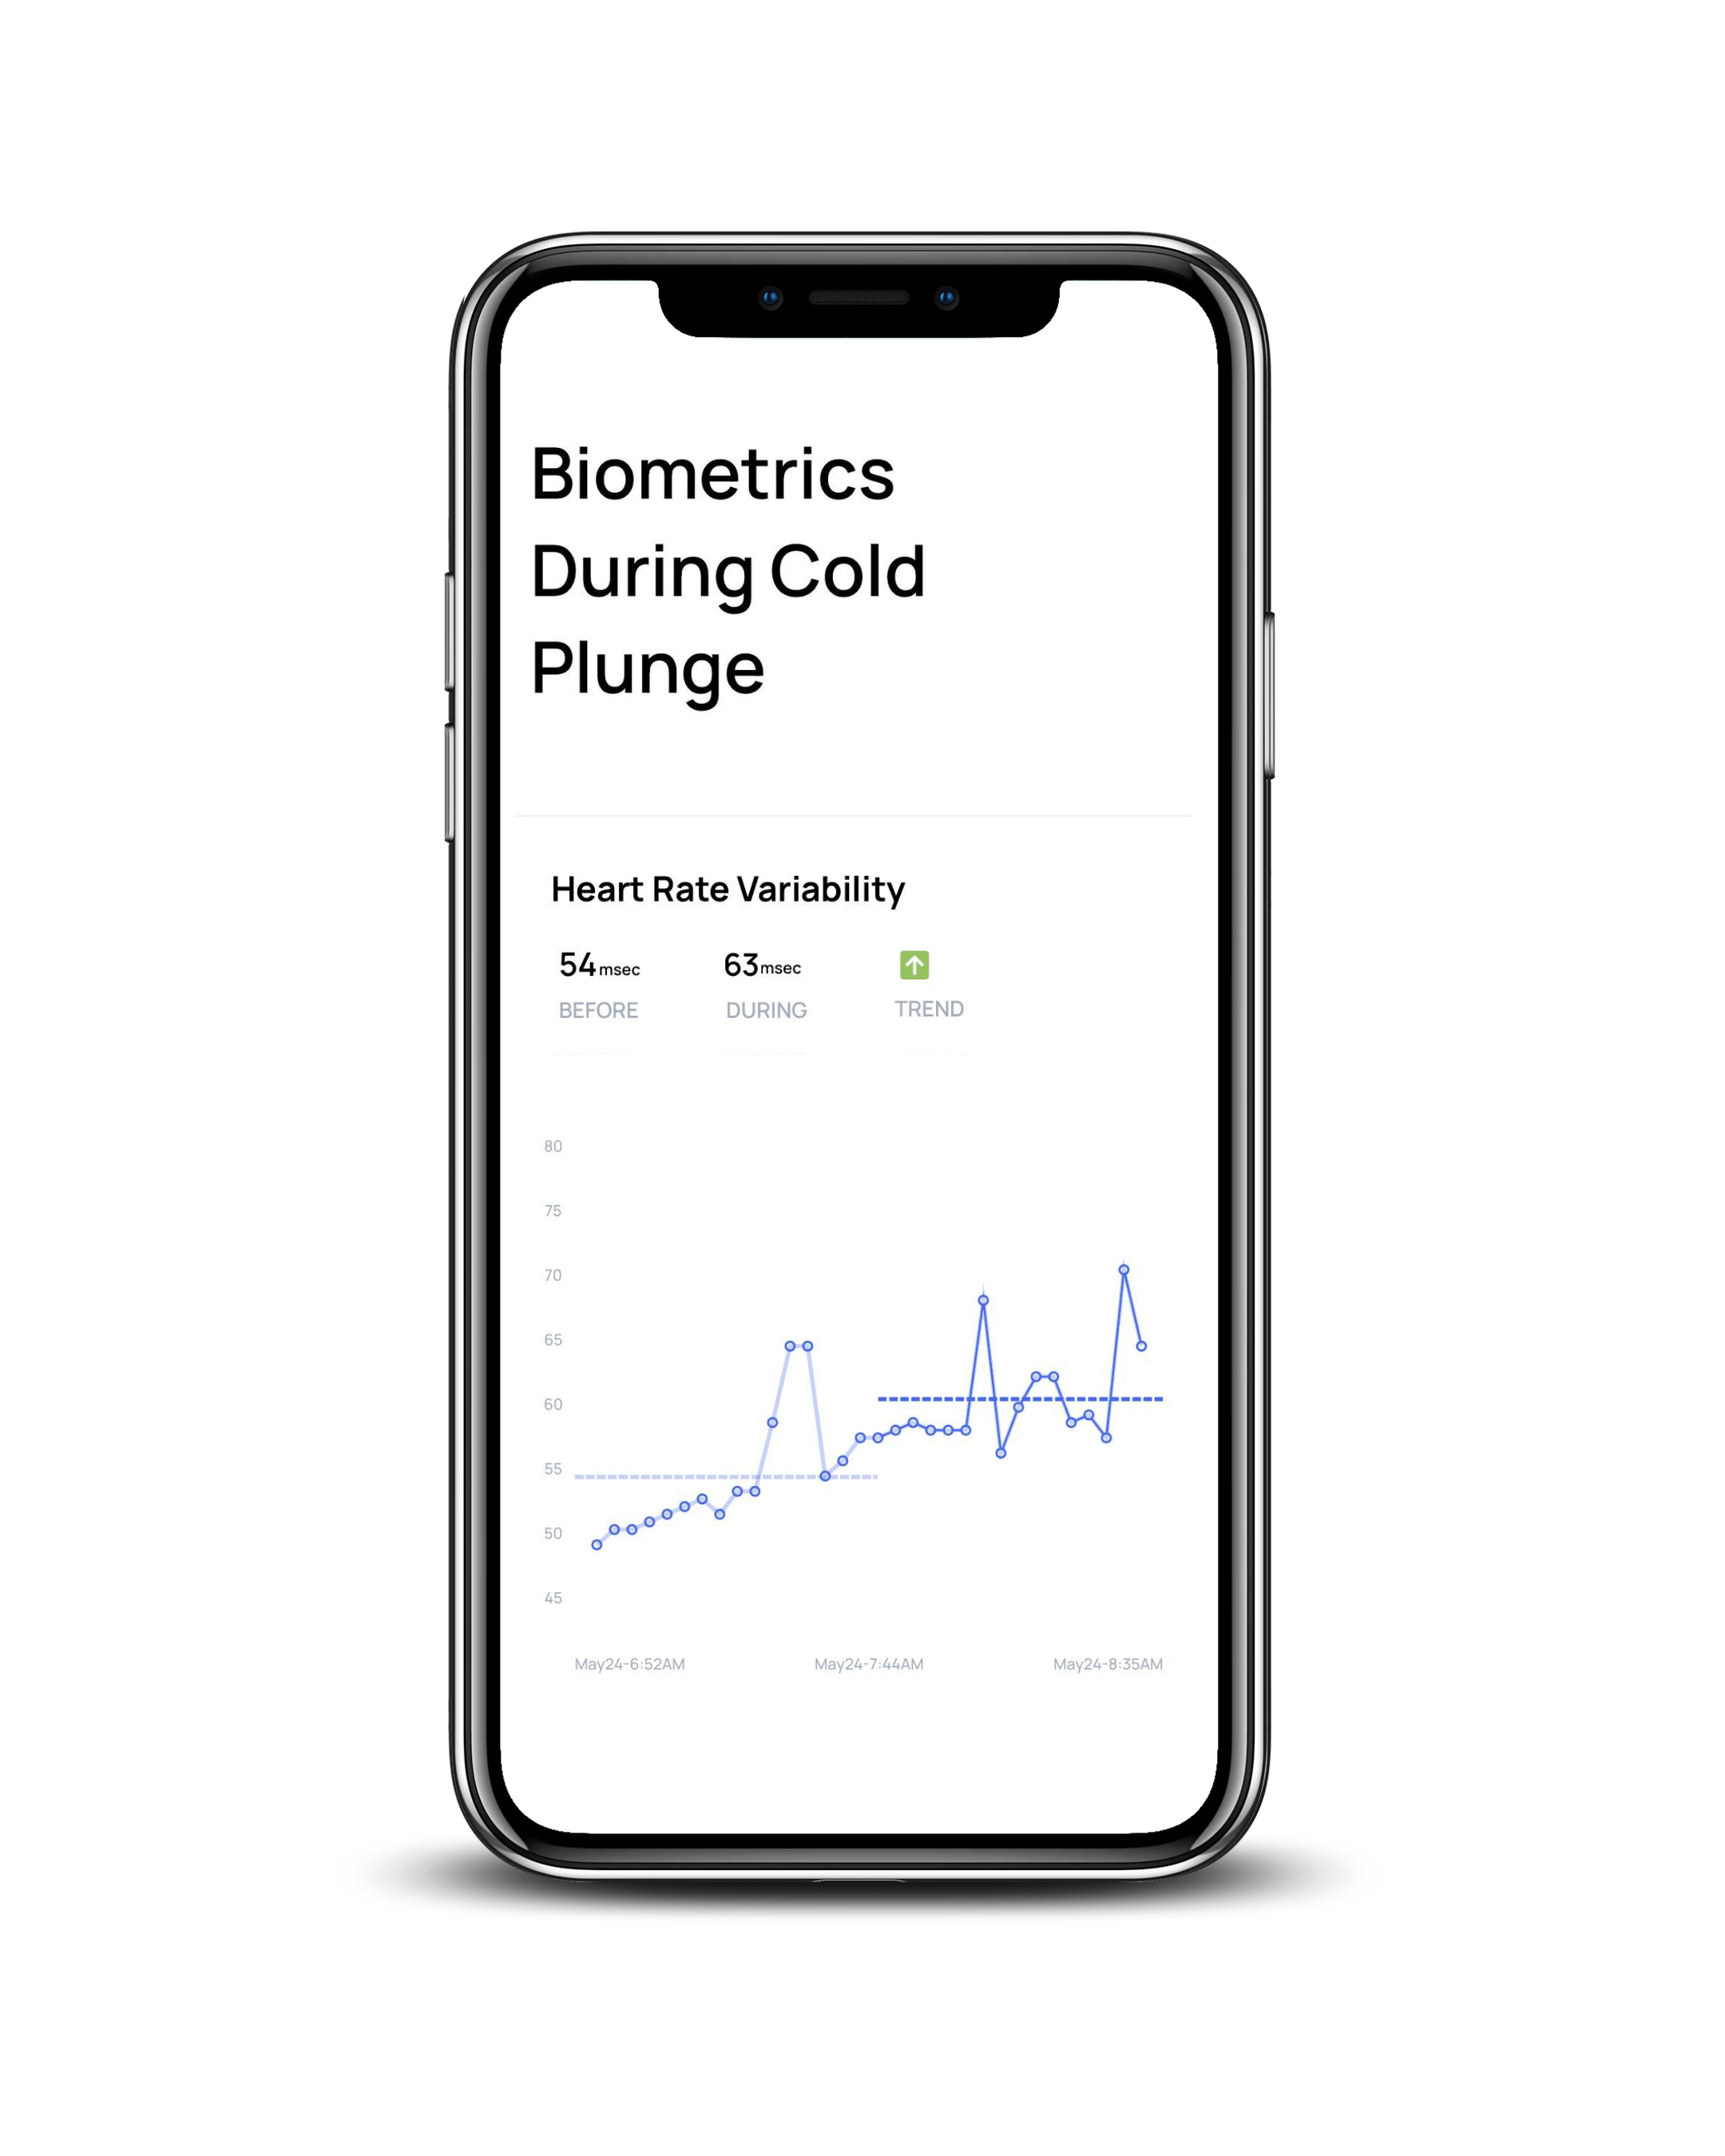 Biometrics
During Cold
Plunge
Heart Rate Variability
54 msec 63 msec
BEFORE DURING TREND
80
75
70
65
60
55
50
45
May24-6:52AM May24-7:44AM May24-8:35AM